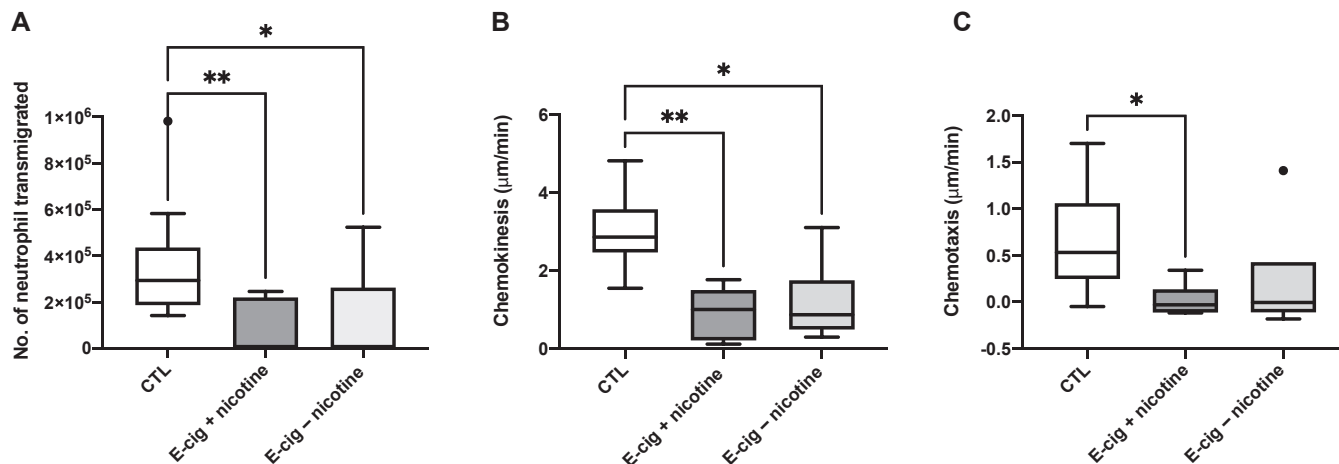 A
No. of neutrophil transmigrated
1×10⁶
8×10⁵
6×10⁵
4×10⁵
2×10⁵
0
*
**
CTL
E-cig + nicotine
E-cig – nicotine
B
Chemokinesis (μm/min)
6
4
2
0
*
**
CTL
E-cig + nicotine
E-cig – nicotine
C
Chemotaxis (μm/min)
2.0
1.5
1.0
0.5
0.0
-0.5
*
CTL
E-cig + nicotine
E-cig – nicotine